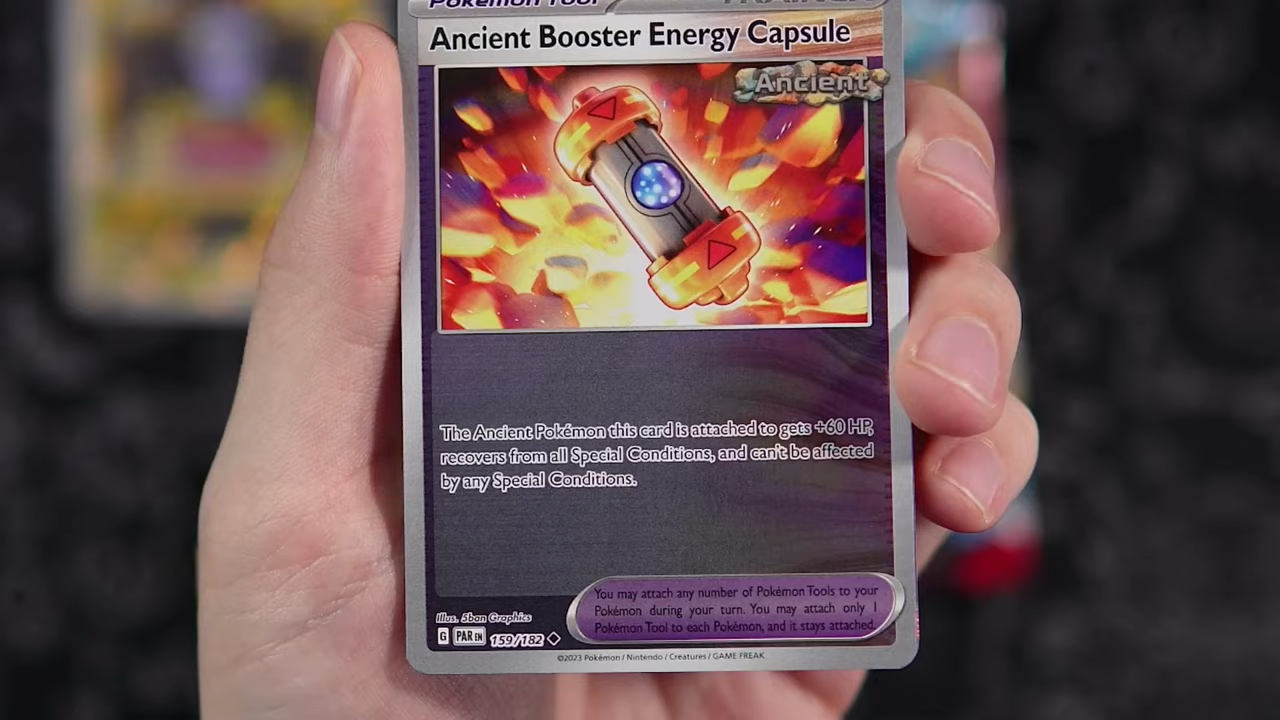 Pokémon Tool TRAINER
Ancient Booster Energy Capsule
Ancient
The Ancient Pokémon this card is attached to gets +60 HP,
recovers from all Special Conditions, and can't be affected
by any Special Conditions.
You may attach any number of Pokémon Tools to your
Pokémon during your turn. You may attach only 1
Pokémon Tool to each Pokémon, and it stays attached.
Illus. 5ban Graphics
G PAR EN 159/182
©2023 Pokémon / Nintendo / Creatures / GAME FREAK